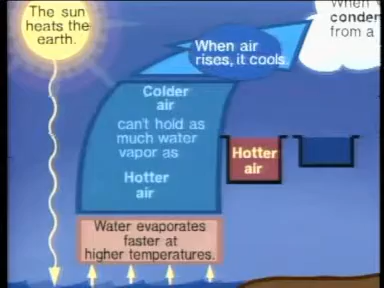 The sun
heats the
earth.
When air
rises, it cools.
When
conden
from a
Colder
air
can't hold as
much water
vapor as
Hotter
air
Hotter
air
Water evaporates
faster at
higher temperatures.